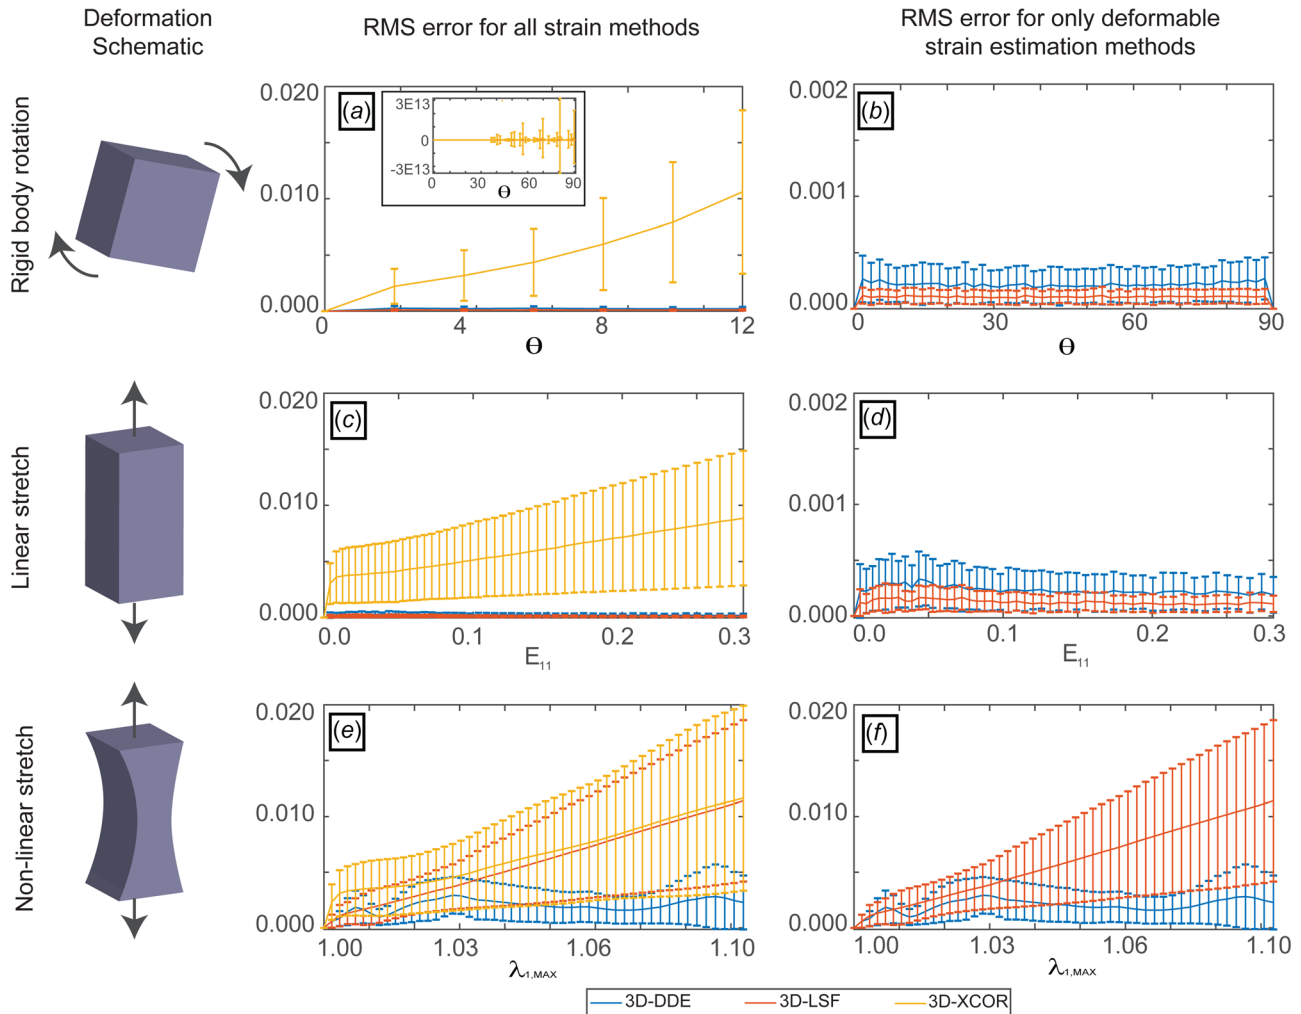 Deformation
Schematic
RMS error for all strain methods
RMS error for only deformable
strain estimation methods
Rigid body rotation
(a)
0.020
0.010
0.000
0
4
8
12
Θ
3E13
0
-3E13
0
20
40
60
75
90
Θ
(b)
0.002
0.001
0.000
0
30
60
90
Θ
Linear stretch
(c)
0.020
0.010
0.000
0.0
0.1
0.2
0.3
E11
(d)
0.002
0.001
0.000
0.0
0.1
0.2
0.3
E11
Non-linear stretch
(e)
0.020
0.010
0.000
1.00
1.03
1.06
1.10
λ1,MAX
(f)
0.020
0.010
0.000
1.00
1.03
1.06
1.10
λ1,MAX
3D-DDE
3D-LSF
3D-XCOR